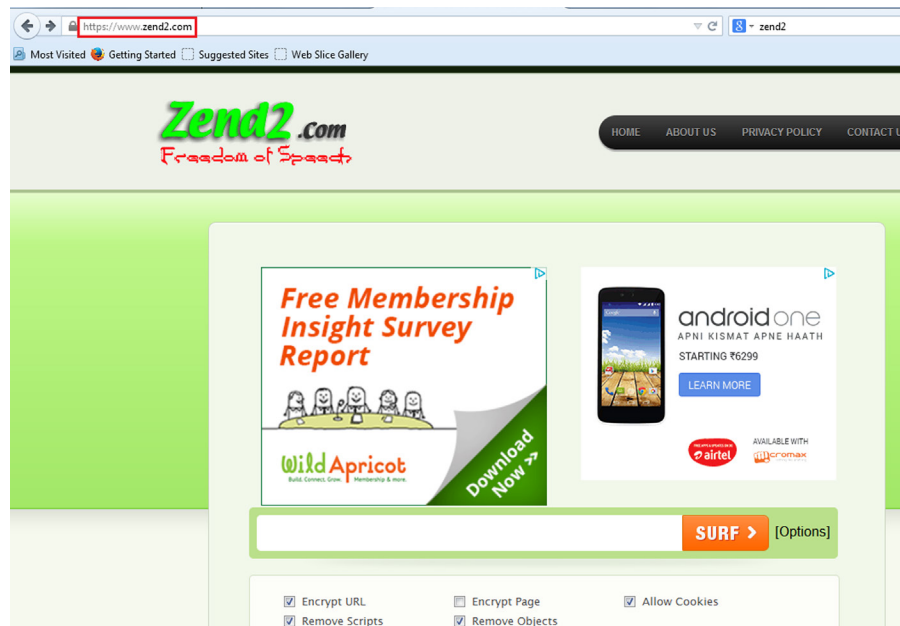 https://www.zend2.com
zend2
Most Visited Getting Started Suggested Sites Web Slice Gallery
Zend2.com
Freedom of Speech
HOME ABOUT US PRIVACY POLICY CONTACT U
Free Membership
Insight Survey
Report
Download
Now >>
Wild Apricot
Build. Connect. Grow. Membership & more.
androidone
APNI KISMAT APNE HAATH
STARTING ₹6299
LEARN MORE
airtel
AVAILABLE WITH
micromax
SURF > [Options]
Encrypt URL Encrypt Page Allow Cookies
Remove Scripts Remove Objects